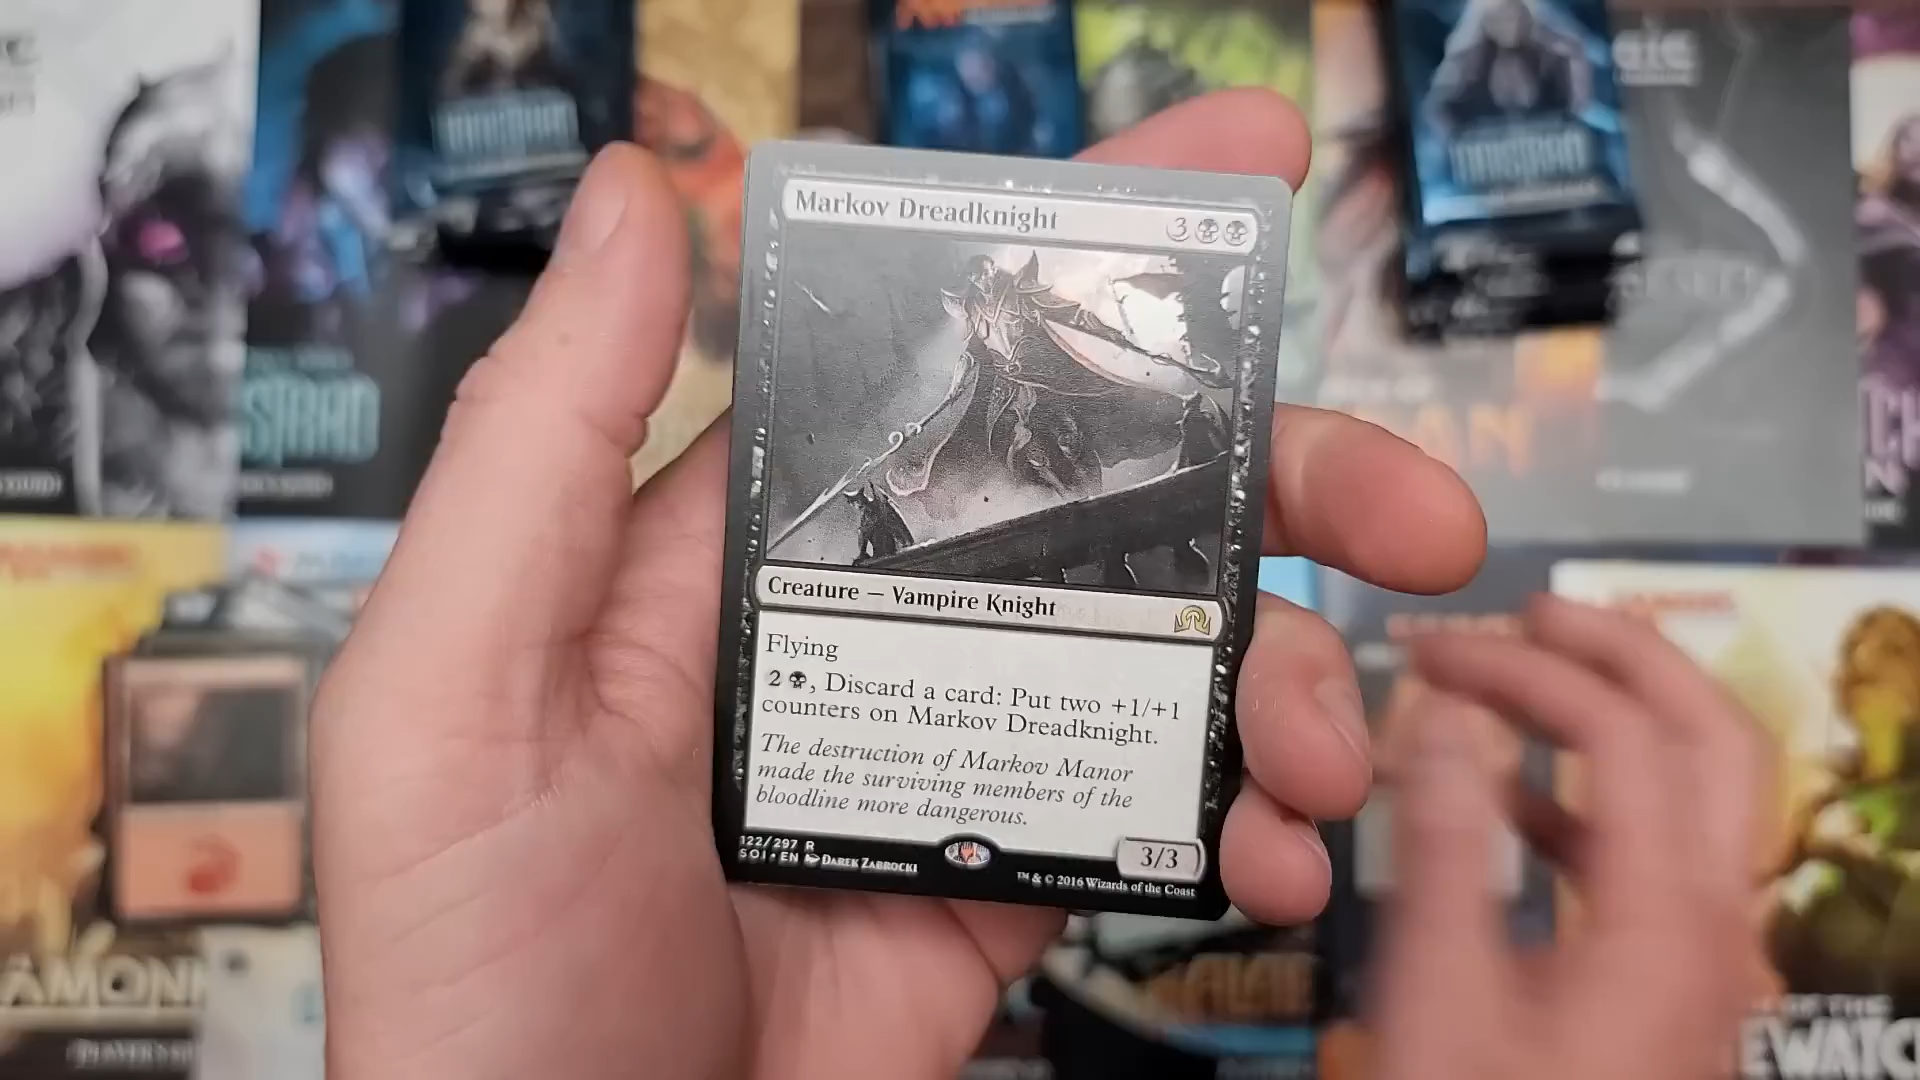 Markov Dreadknight
3
Creature — Vampire Knight
Flying
2 , Discard a card: Put two +1/+1
counters on Markov Dreadknight.
The destruction of Markov Manor
made the surviving members of the
bloodline more dangerous.
122/297 R
SOI • EN DAREK ZABROCKI
3/3
™ & © 2016 Wizards of the Coast